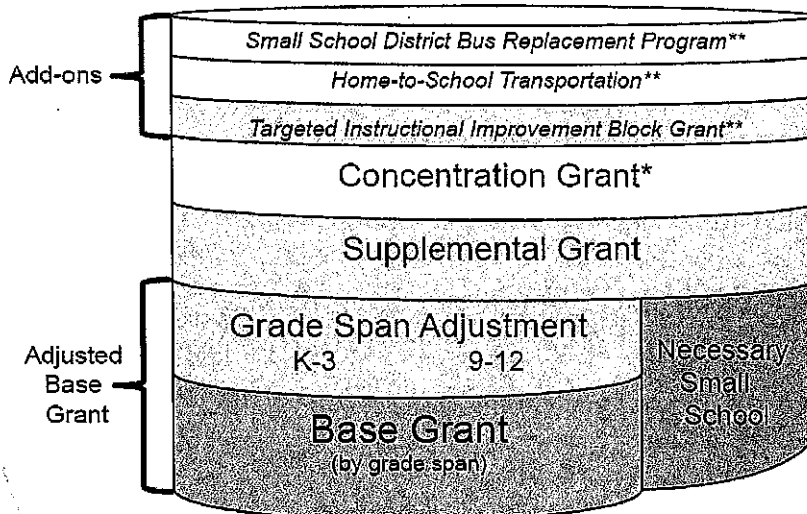 Small School District Bus Replacement Program**
Add-ons
Home-to-School Transportation**
Targeted Instructional Improvement Block Grant**
Concentration Grant*
Supplemental Grant
Adjusted
Base
Grant
Grade Span Adjustment
K-3 9-12
Base Grant
(by grade span)
Necessary
Small
School